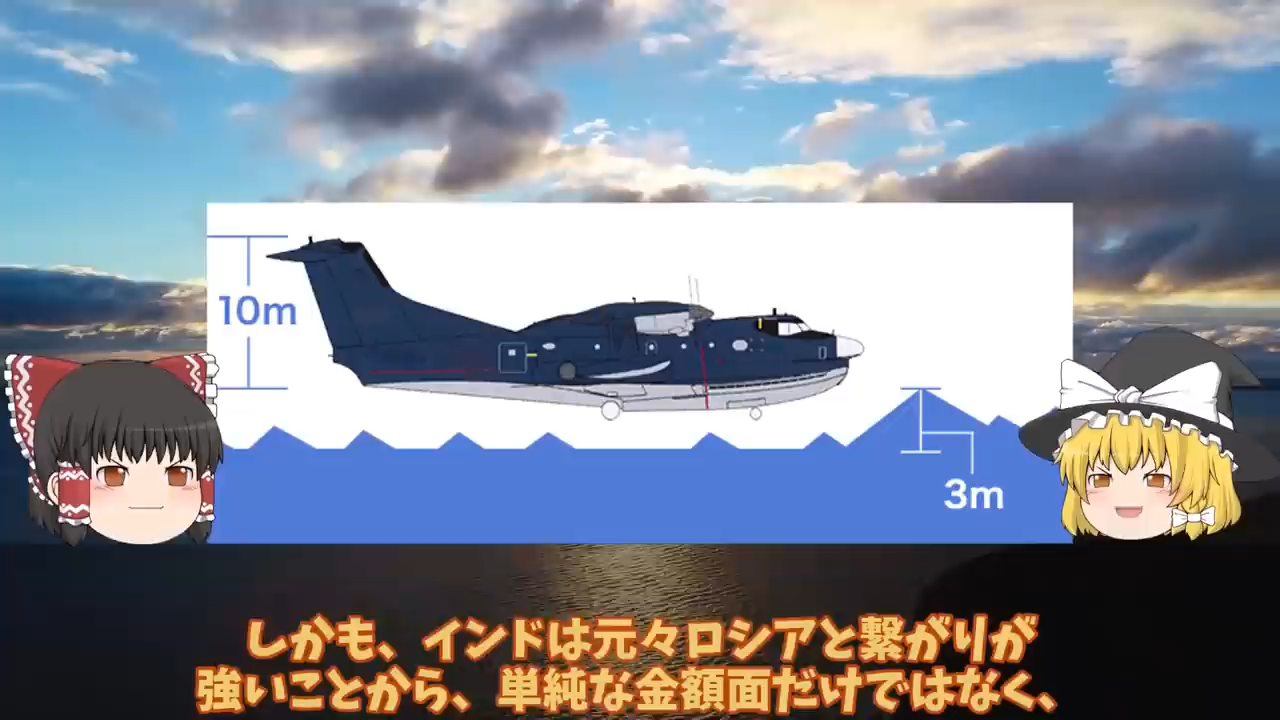 10m
3m
しかも、インドは元々ロシアと繋がりが
強いことから、単純な金額面だけではなく、